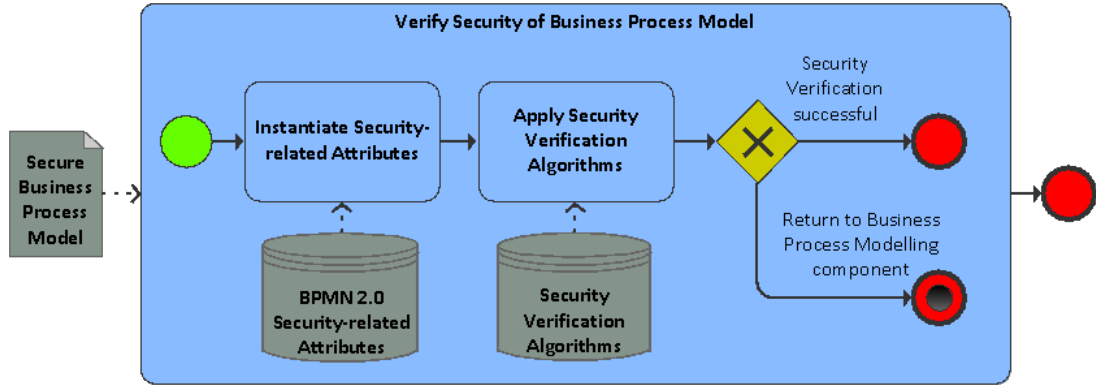 Verify Security of Business Process Model
Secure
Business
Process
Model
Instantiate Security-
related Attributes
Apply Security
Verification
Algorithms
Security
Verification
successful
Return to Business
Process Modelling
component
BPMN 2.0
Security-related
Attributes
Security
Verification
Algorithms